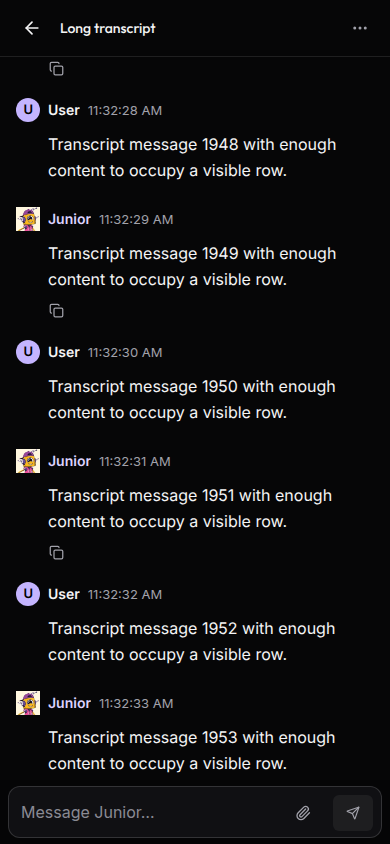 Long transcript
U User 11:32:28 AM
Transcript message 1948 with enough
content to occupy a visible row.
Junior 11:32:29 AM
Transcript message 1949 with enough
content to occupy a visible row.
U User 11:32:30 AM
Transcript message 1950 with enough
content to occupy a visible row.
Junior 11:32:31 AM
Transcript message 1951 with enough
content to occupy a visible row.
U User 11:32:32 AM
Transcript message 1952 with enough
content to occupy a visible row.
Junior 11:32:33 AM
Transcript message 1953 with enough
content to occupy a visible row.
Message Junior...